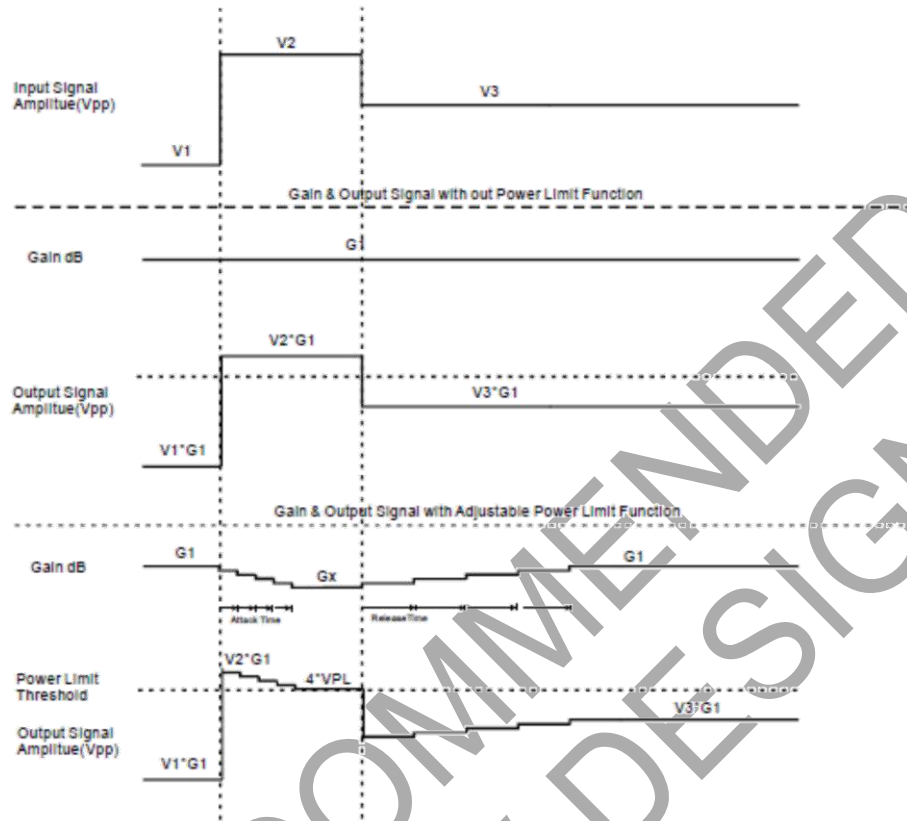 V2
Input Signal
Amplitue(Vpp)
V3
V1
Gain & Output Signal with out Power Limit Function
Gain dB
G1
V2*G1
Output Signal
Amplitue(Vpp)
V3*G1
V1*G1
Gain & Output Signal with Adjustable Power Limit Function
G1
Gain dB
Gx
G1
Attack Time
ReleaseTime
V2*G1
Power Limit
Threshold
4*VPL
V3*G1
Output Signal
Amplitue(Vpp)
V1*G1
COMMENDED
DESIGN